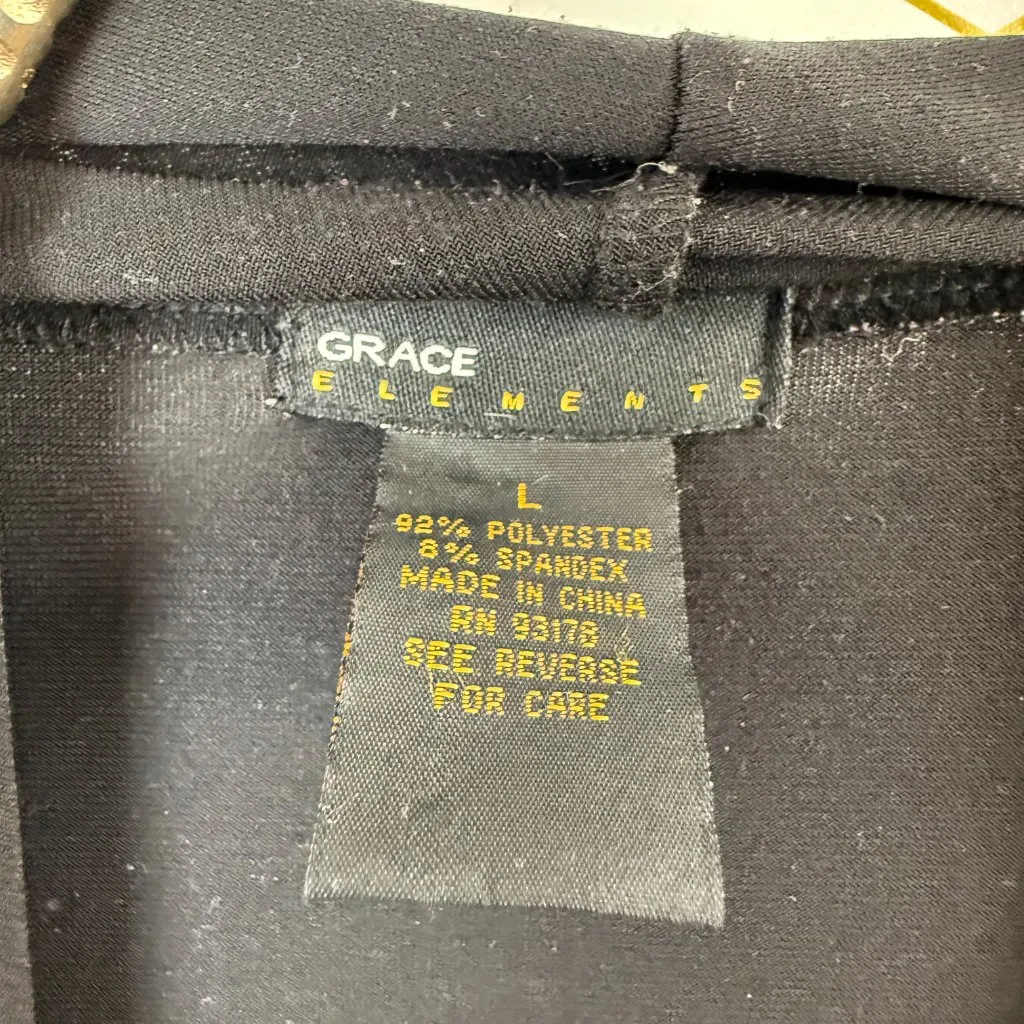 GRACE
ELEMENTS
L
92% POLYESTER
8% SPANDEX
MADE IN CHINA
RN 93178
SEE REVERSE
FOR CARE